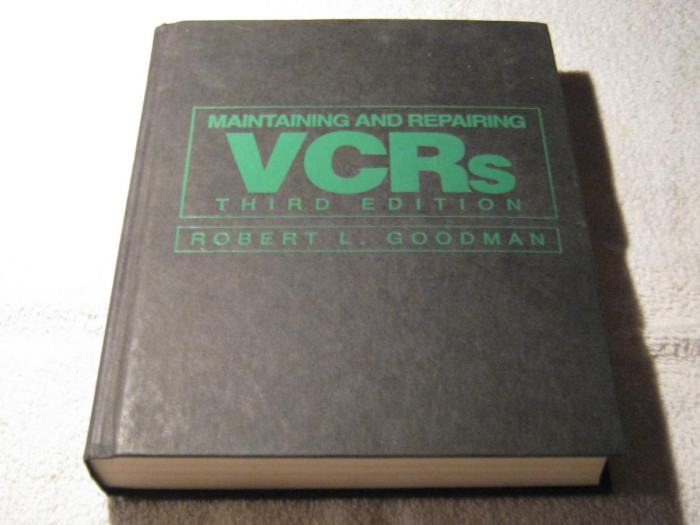 MAINTAINING AND REPAIRING
VCRs
THIRD EDITION
ROBERT L. GOODMAN